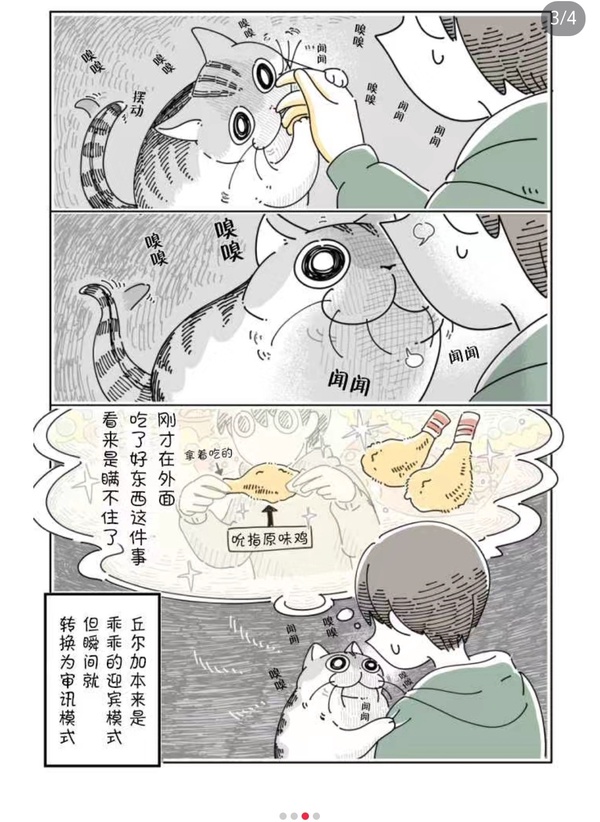 3/4
嗅嗅
嗅嗅
嗅嗅
闻闻
嗅嗅
嗅嗅
闻闻
闻闻
摆动
嗅嗅
嗅嗅
闻闻
闻闻
刚才在外面
吃了好东西这件事
看来是瞒不住了
拿着吃的
吮指原味鸡
嗅嗅
闻闻
嗅嗅
嗅嗅
闻闻
丘尔加本来是
乖乖的迎宾模式
但瞬间就
转换为审讯模式